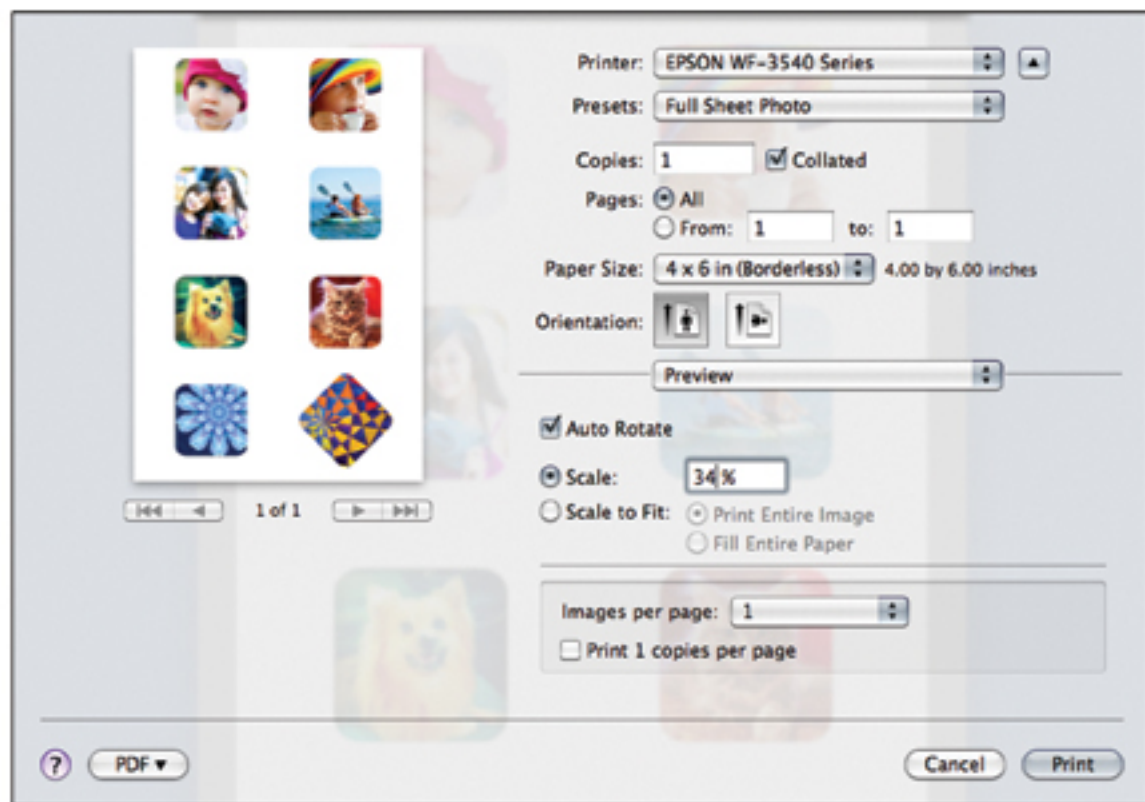 Printer: EPSON WF-3540 Series
Presets: Full Sheet Photo
Copies: 1 Collated
Pages: All
From: 1 to: 1
Paper Size: 4 x 6 in (Borderless) 4.00 by 6.00 inches
Orientation:
Preview
Auto Rotate
Scale: 34%
1 of 1
Scale to Fit: Print Entire Image
Fill Entire Paper
Images per page: 1
Print 1 copies per page
? PDF Cancel Print